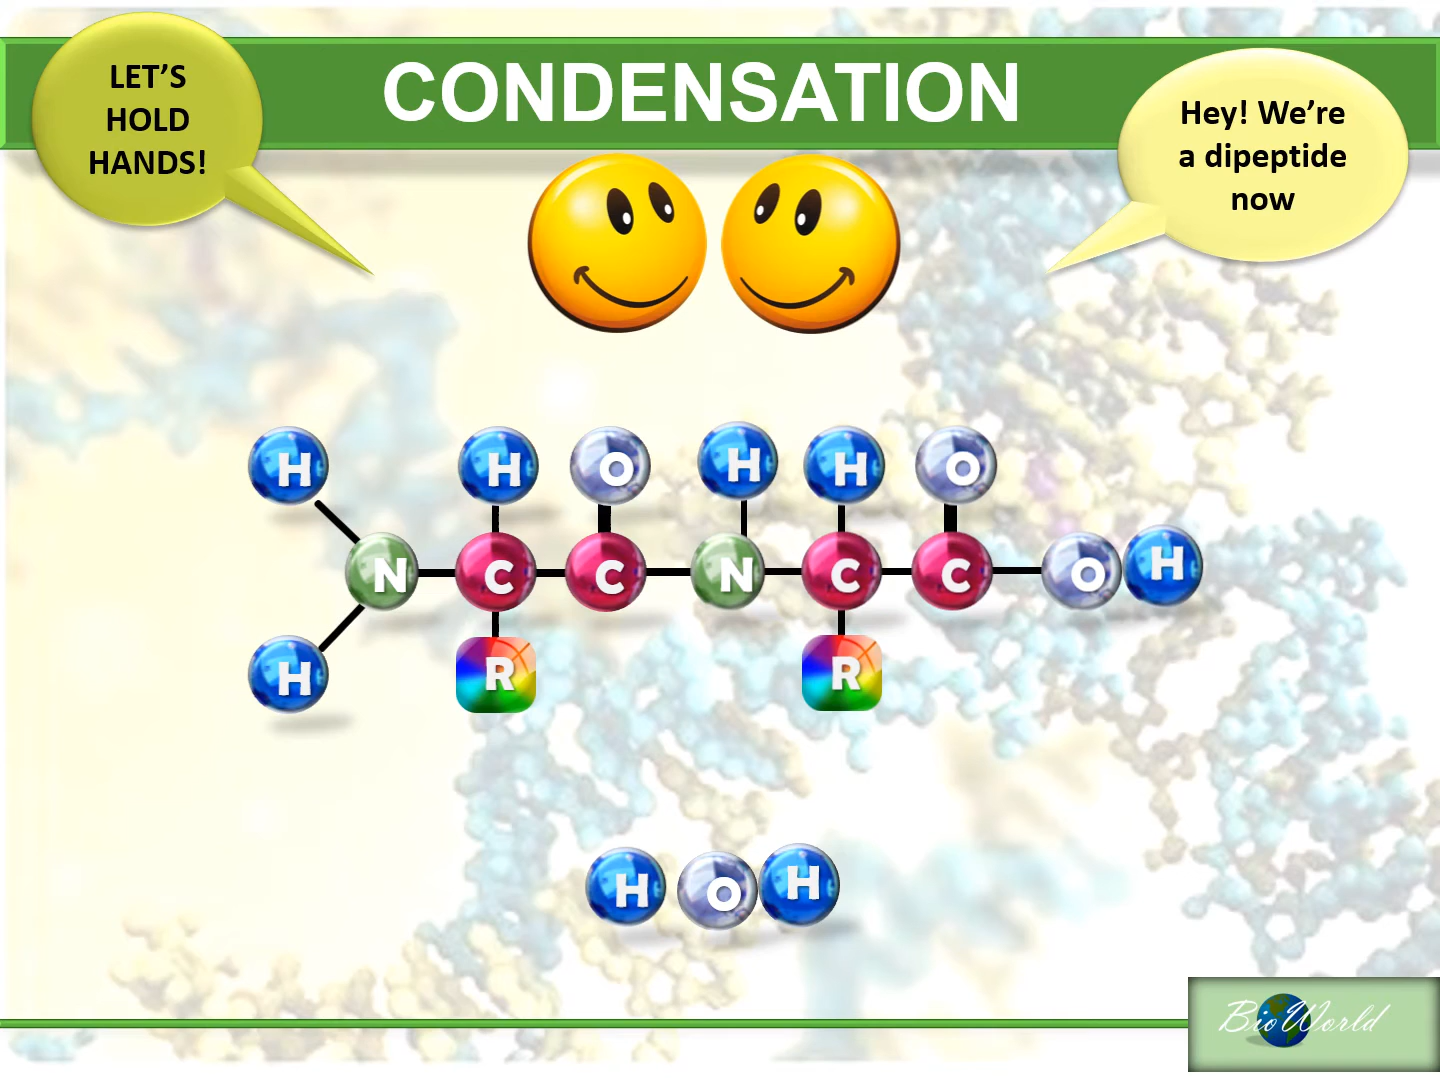 LET'S
HOLD
HANDS!
CONDENSATION
Hey! We're
a dipeptide
now
H H O H H O
N C C N C C O H
H R R
H O H
BioWorld